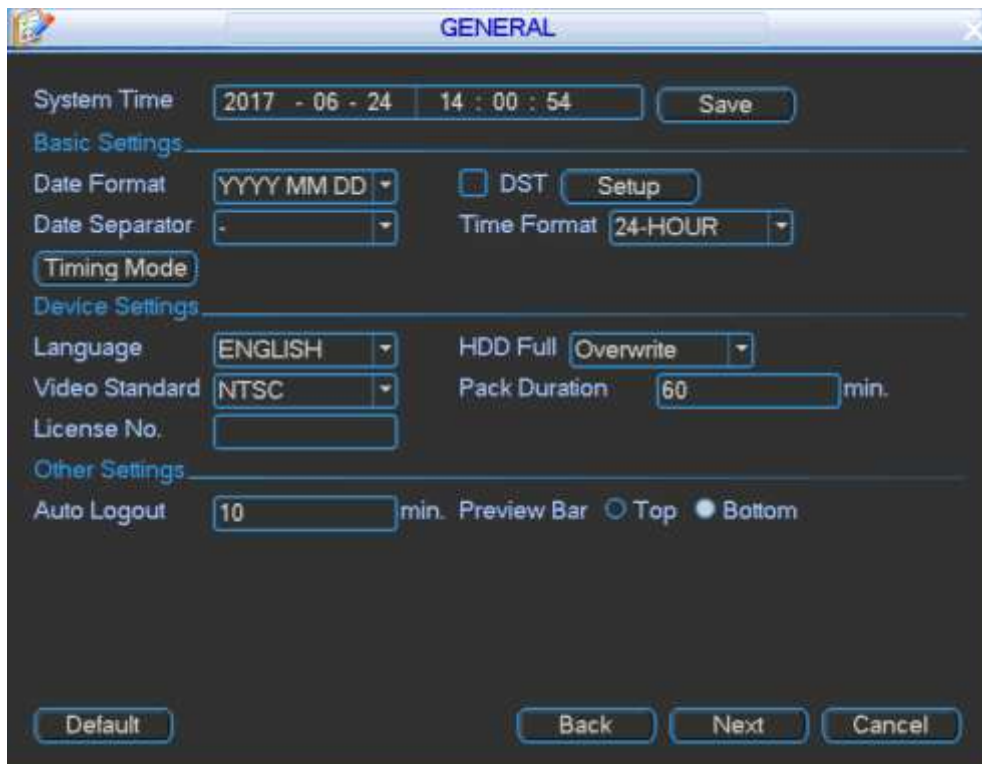 GENERAL
System Time 2017 - 06 - 24 14 : 00 : 54 Save
Basic Settings
Date Format YYYY MM DD DST Setup
Date Separator - Time Format 24-HOUR
Timing Mode
Device Settings
Language ENGLISH HDD Full Overwrite
Video Standard NTSC Pack Duration 60 min.
License No.
Other Settings
Auto Logout 10 min. Preview Bar Top Bottom
Default Back Next Cancel